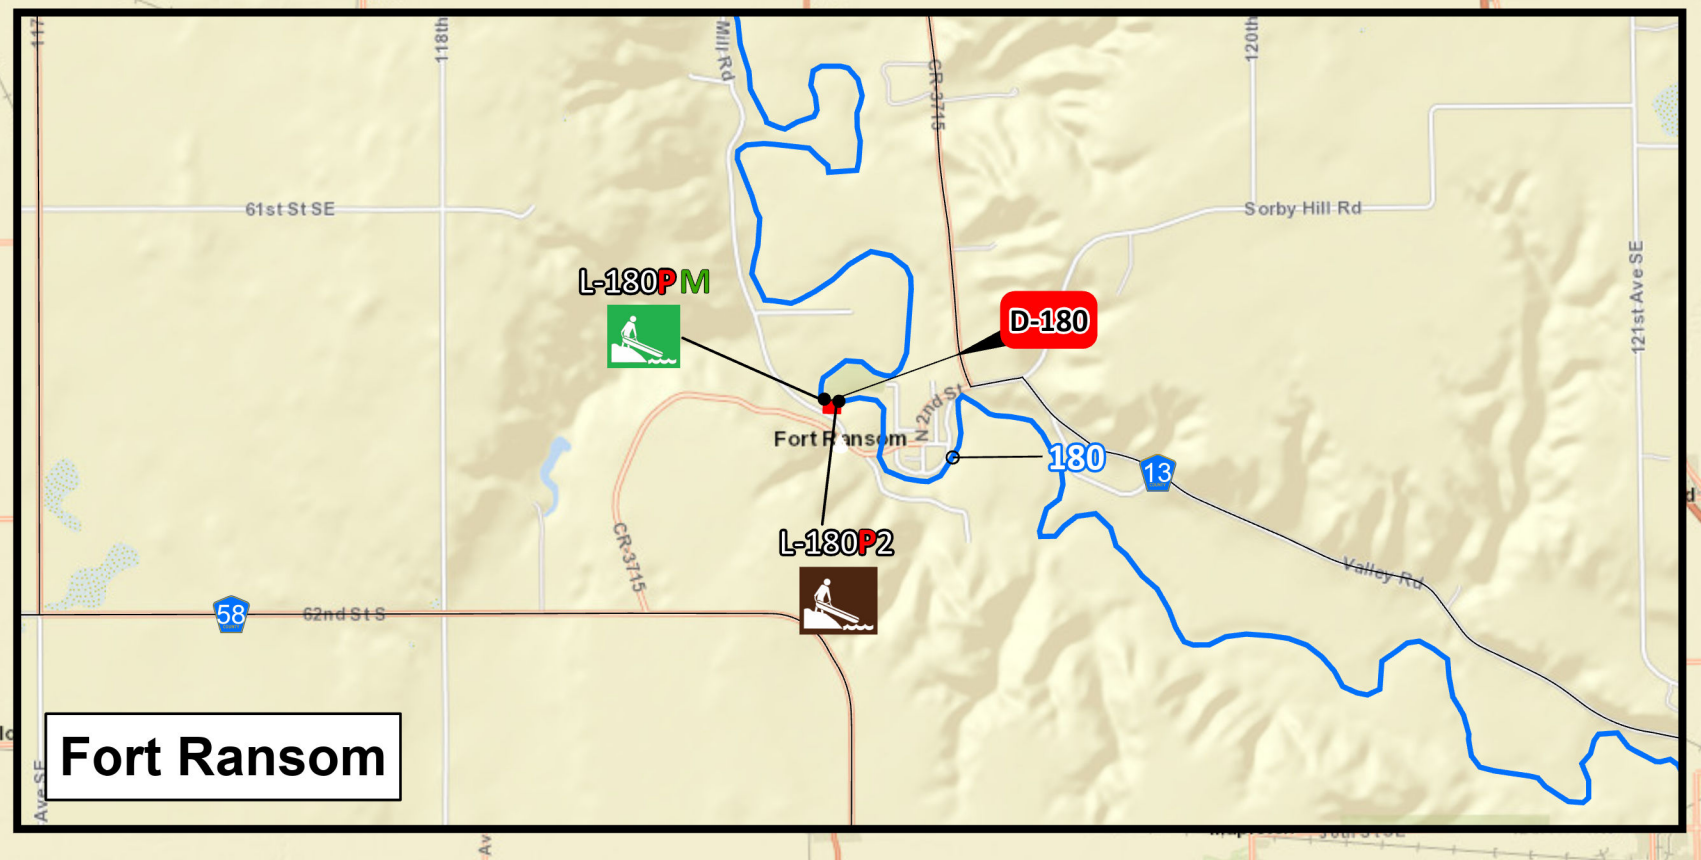 117
118th
Mill Rd
CR-3715
120th
61st St SE
Sorby Hill Rd
121st Ave SE
L-180PM
D-180
N 2nd St
Fort Ransom
180
13
L-180P2
CR-3715
Valley Rd
58
62nd St S
Fort Ransom
Ave SE
Av